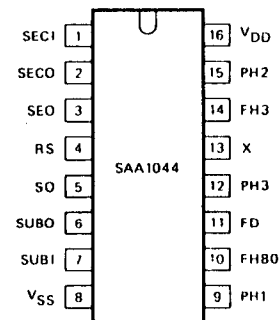 SECI 1 16 VDD
SECO 2 15 PH2
SEO 3 14 FH3
RS 4 13 X
SAA1044
SO 5 12 PH3
SUBO 6 11 FD
SUBI 7 10 FH80
VSS 8 9 PH1